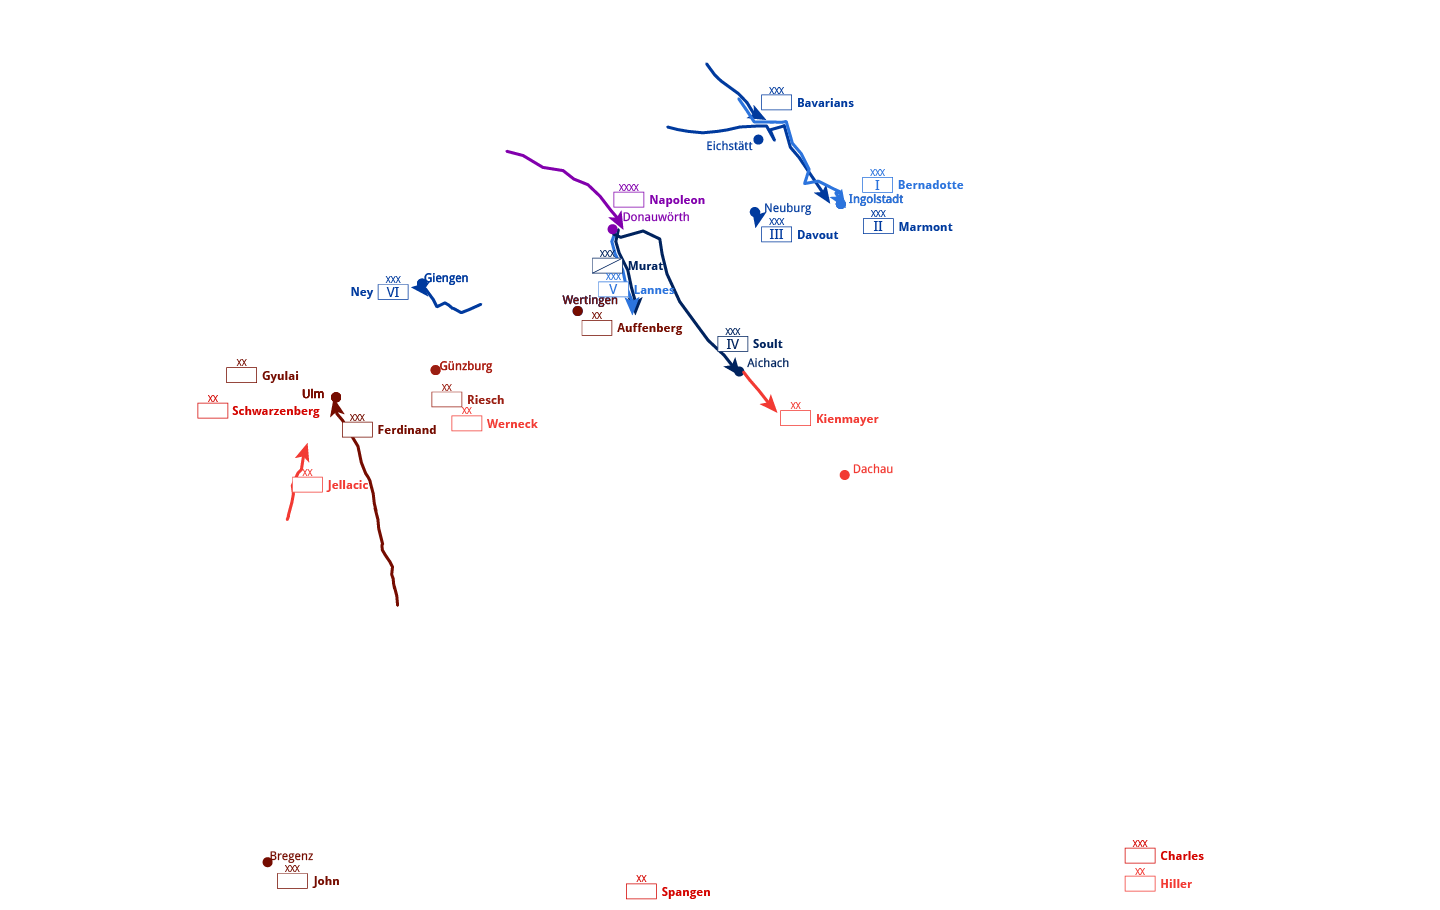 XXX
Bavarians
Eichstätt
XXX
I Bernadotte
Ingolstadt
XXXX
Napoleon
Donauwörth
Neuburg
XXX
III Davout
XXX
II Marmont
XXX
Murat
XXX
V Lannes
Giengen
XXX
Ney VI
Wertingen
XX
Auffenberg
XXX
IV Soult
Aichach
XX
Gyulai
Günzburg
XX
Riesch
Ulm
XX
Schwarzenberg
XXX
Ferdinand
XX
Werneck
XX
Kienmayer
XX
Jellacic
Dachau
Bregenz
XXX
John
XX
Spangen
XXX
Charles
XX
Hiller